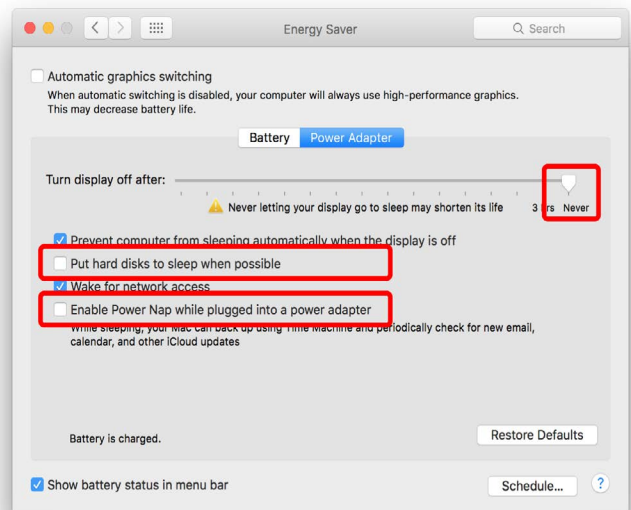 Energy Saver
Search
Automatic graphics switching
When automatic switching is disabled, your computer will always use high-performance graphics.
This may decrease battery life.
Battery Power Adapter
Turn display off after:
Never letting your display go to sleep may shorten its life 3 hrs Never
Prevent computer from sleeping automatically when the display is off
Put hard disks to sleep when possible
Wake for network access
Enable Power Nap while plugged into a power adapter
While sleeping, your Mac can back up using Time Machine and periodically check for new email,
calendar, and other iCloud updates
Battery is charged.
Restore Defaults
Show battery status in menu bar
Schedule...
?